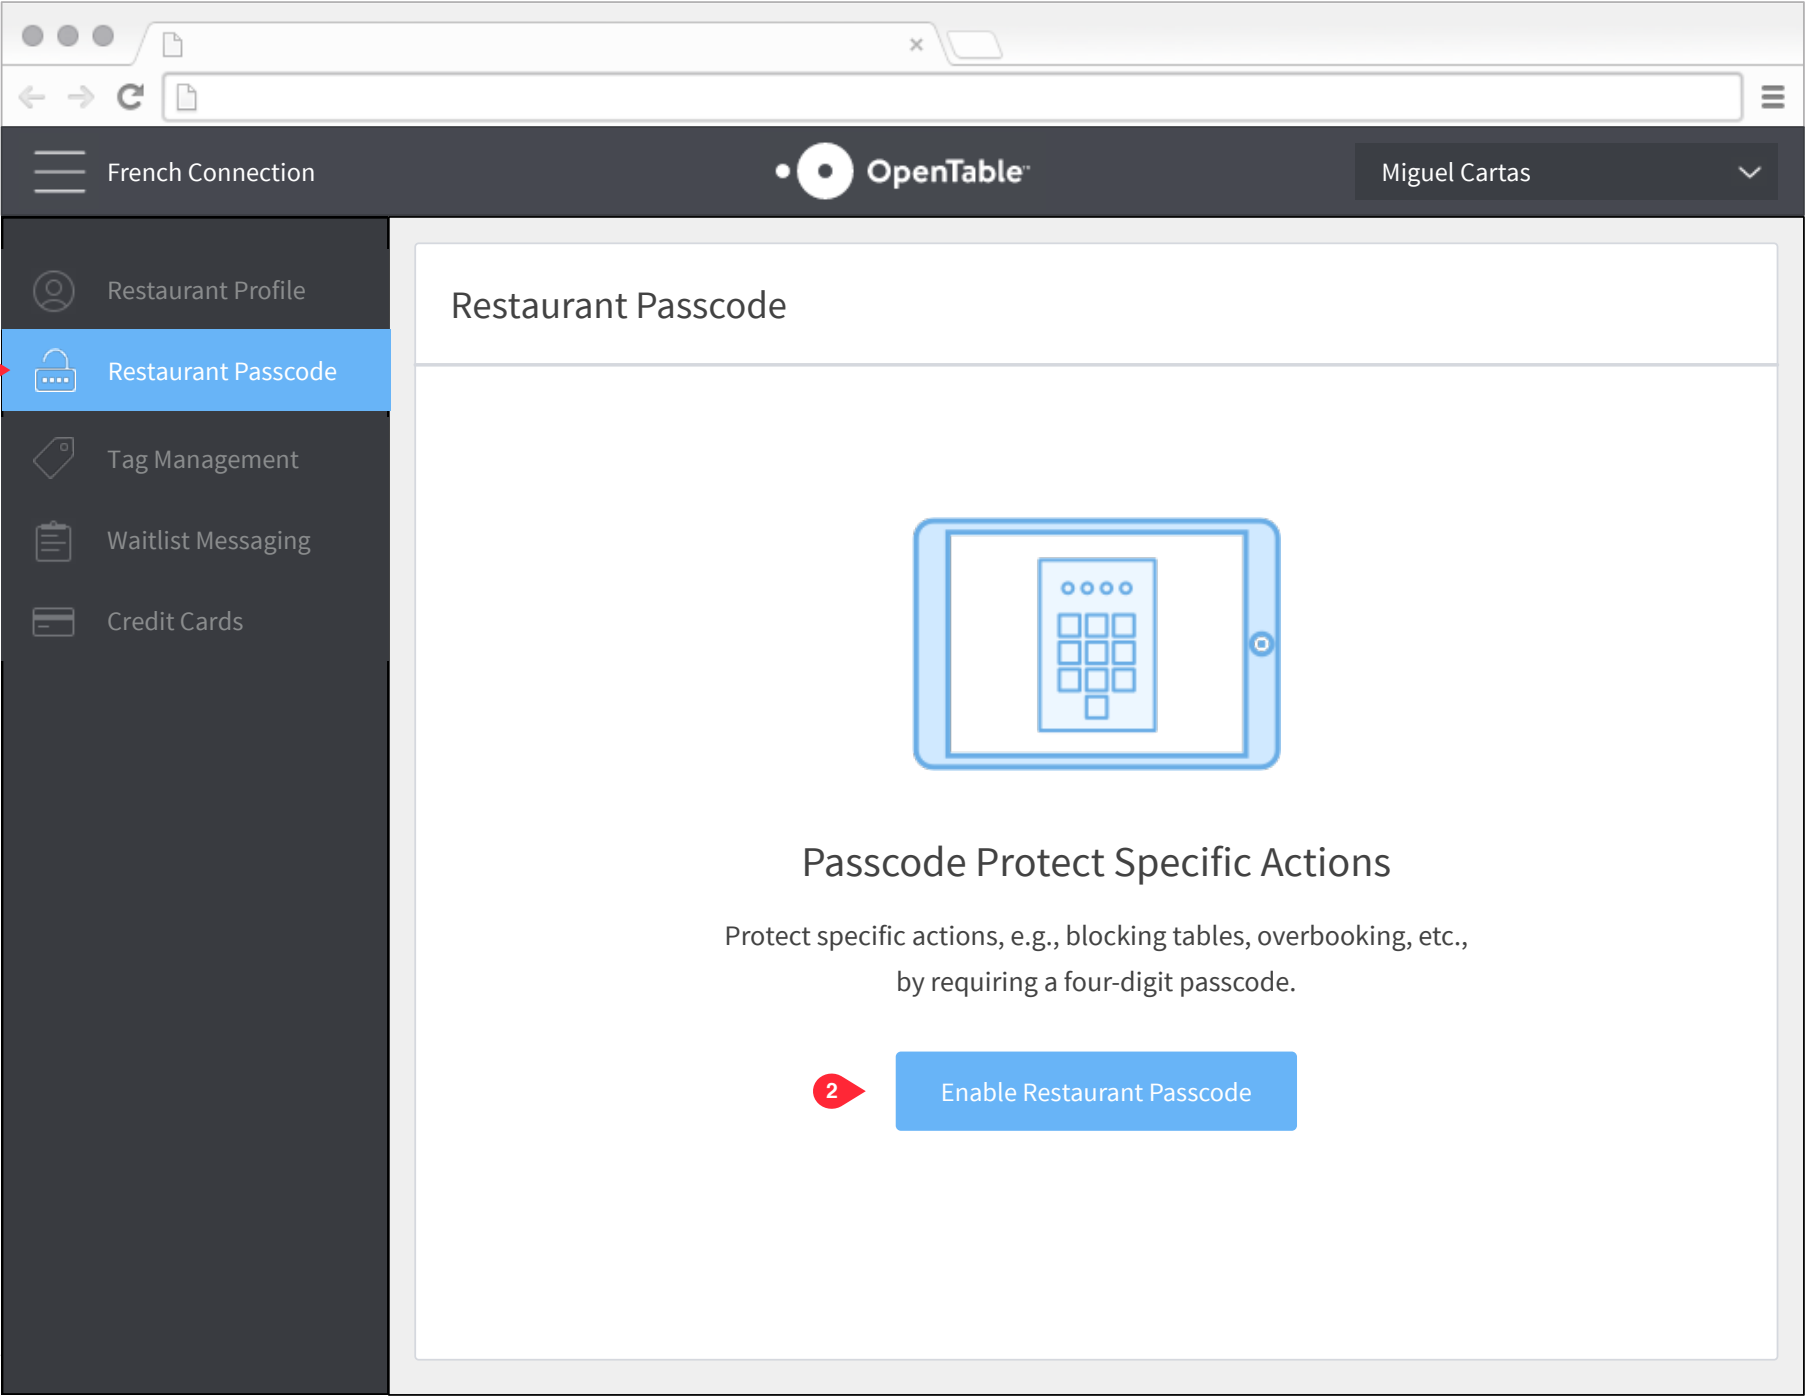 French Connection
OpenTable™
Miguel Cartas
Restaurant Profile
Restaurant Passcode
Tag Management
Waitlist Messaging
Credit Cards
Restaurant Passcode
Passcode Protect Specific Actions
Protect specific actions, e.g., blocking tables, overbooking, etc.,
by requiring a four-digit passcode.
2
Enable Restaurant Passcode